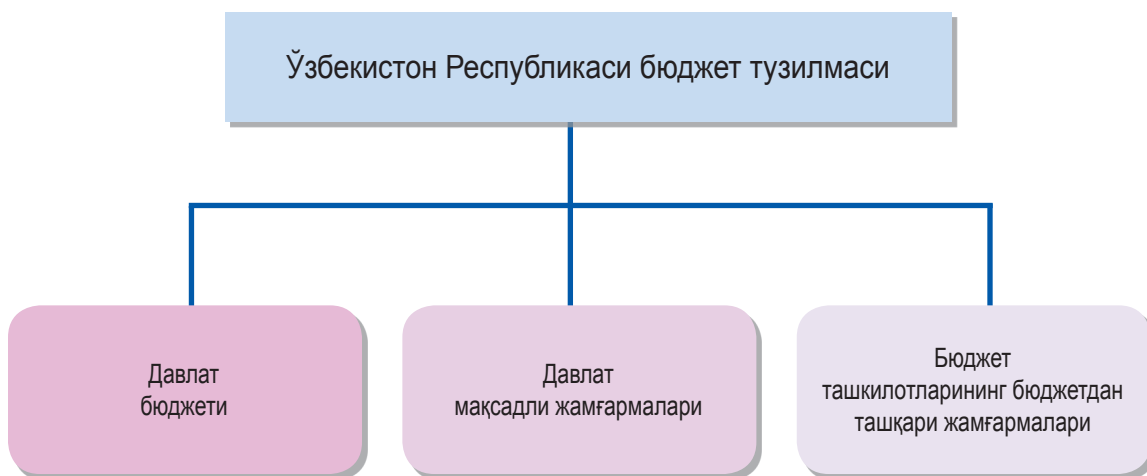 Ўзбекистон Республикаси бюджет тузилмаси
Давлат
бюджети
Давлат
мақсадли жамғармалари
Бюджет
ташкилотларининг бюджетдан
ташқари жамғармалари